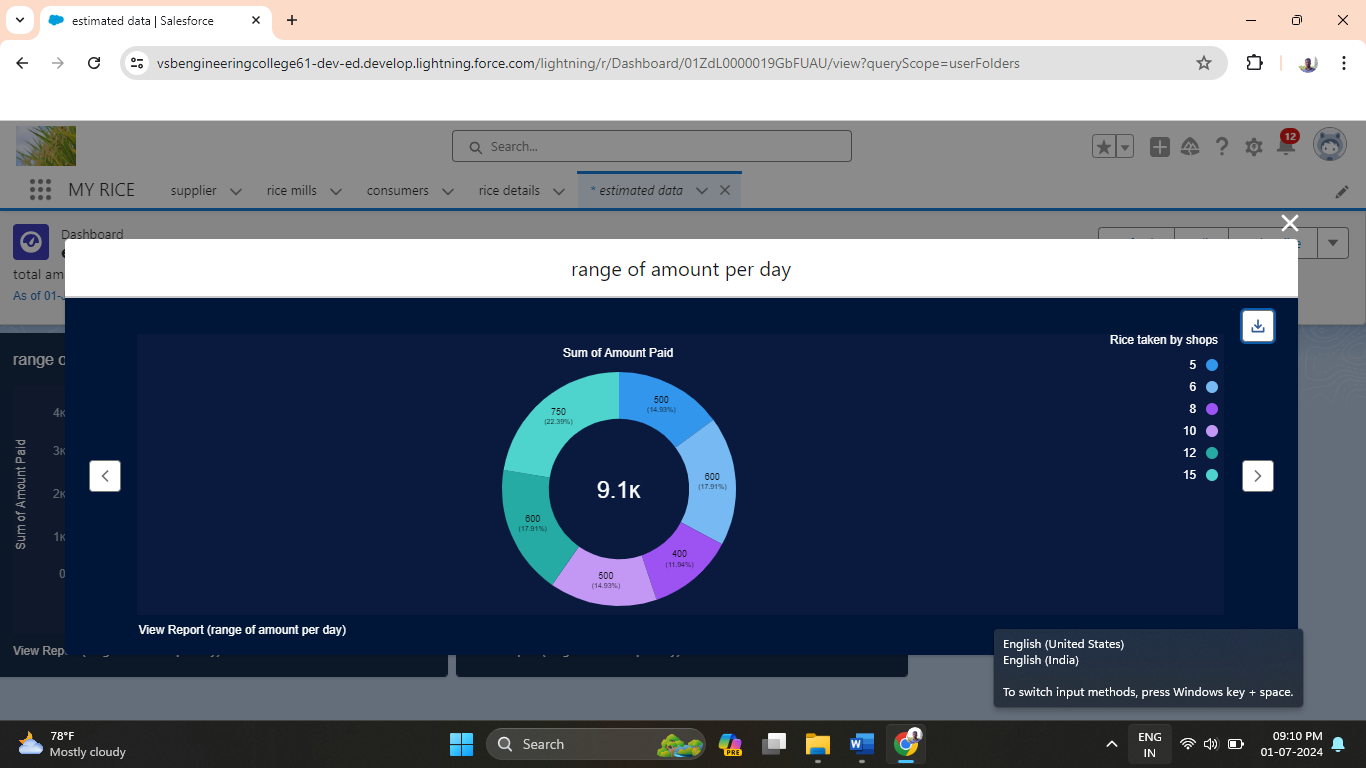 estimated data | Salesforce
vsbengineeringcollege61-dev-ed.develop.lightning.force.com/lightning/r/Dashboard/01ZdL0000019GbFUAU/view?queryScope=userFolders
Search...
12
MY RICE
supplier
rice mills
consumers
rice details
* estimated data
Dashboard
total am
As of 01-
range of amount per day
range o
Sum of Amount Paid
4K
3K
2K
1K
0
Sum of Amount Paid
500
(14.93%)
600
(17.91%)
400
(11.94%)
500
(14.93%)
600
(17.91%)
750
(22.39%)
9.1K
Rice taken by shops
5
6
8
10
12
15
View Report (range of amount per day)
View Rep
English (United States)
English (India)
To switch input methods, press Windows key + space.
78°F
Mostly cloudy
Search
PRE
ENG
IN
09:10 PM
01-07-2024